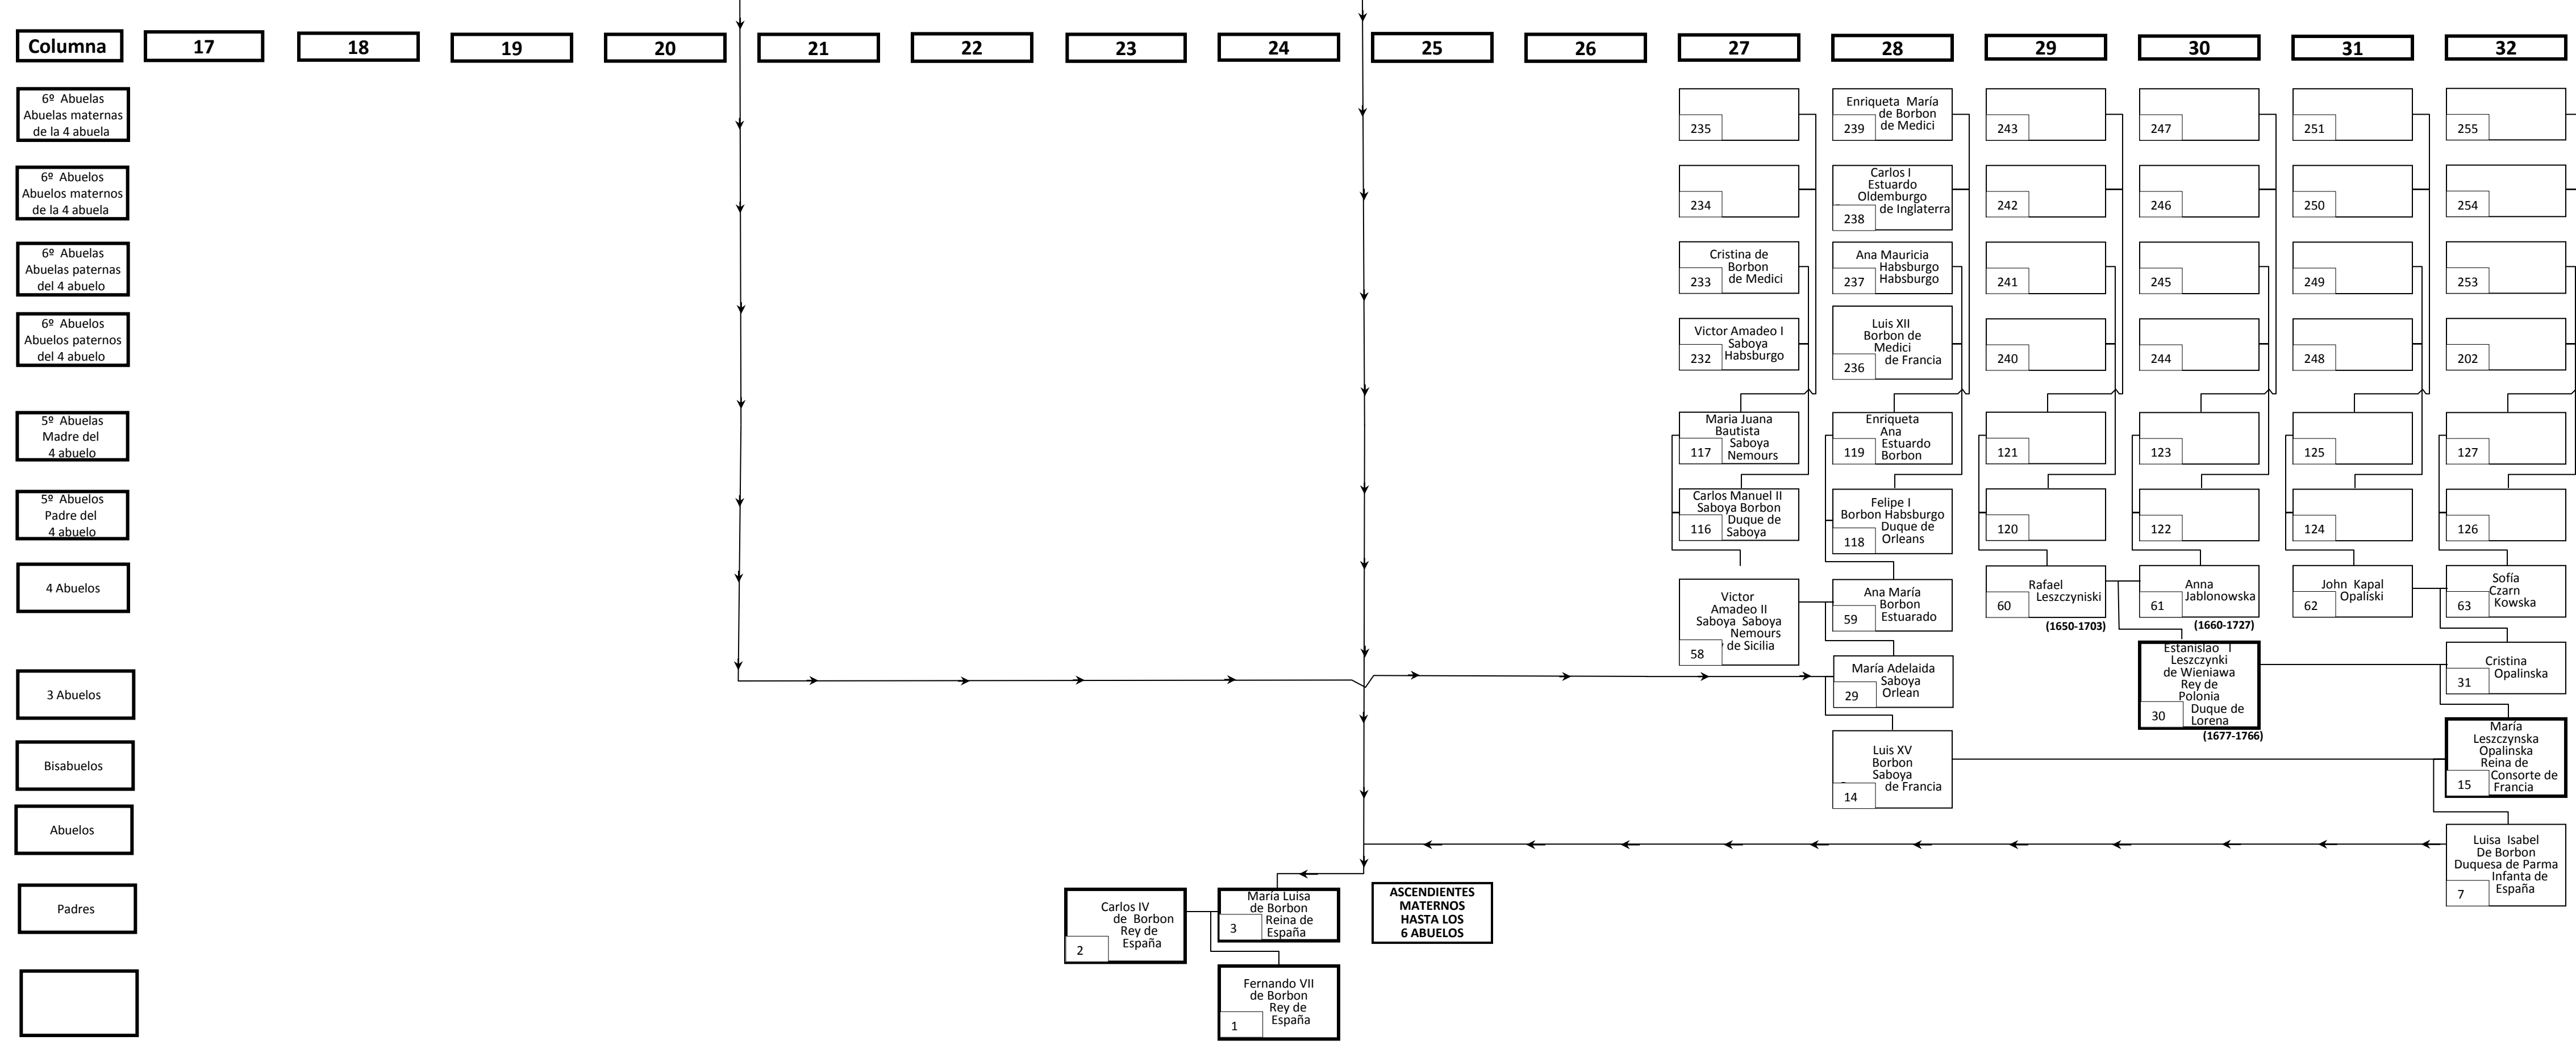 Columna 17 18 19 20 21 22 23 24 25 26 27 28 29 30 31 32
6º Abuelas
Abuelas maternas
de la 4 abuela
235
Enriqueta María
de Borbon
de Medici
239
243
247
251
255
6º Abuelos
Abuelos maternos
de la 4 abuela
234
Carlos I
Estuardo
Oldemburgo
de Inglaterra
238
242
246
250
254
6º Abuelas
Abuelas paternas
del 4 abuelo
Cristina de
Borbon
de Medici
233
Ana Mauricia
Habsburgo
Habsburgo
237
241
245
249
253
6º Abuelos
Abuelos paternos
del 4 abuelo
Victor Amadeo I
Saboya
Habsburgo
232
Luis XII
Borbon de
Medici
de Francia
236
240
244
248
202
5º Abuelas
Madre del
4 abuelo
Maria Juana
Bautista
Saboya
Nemours
117
Enriqueta
Ana
Estuardo
Borbon
119
121
123
125
127
5º Abuelos
Padre del
4 abuelo
Carlos Manuel II
Saboya Borbon
Duque de
Saboya
116
Felipe I
Borbon Habsburgo
Duque de
Orleans
118
120
122
124
126
4 Abuelos
Victor
Amadeo II
Saboya Saboya
Nemours
de Sicilia
58
Ana María
Borbon
Estuarado
59
Rafael
Leszczyniski
60
(1650-1703)
Anna
Jablonowska
61
(1660-1727)
John Kapal
Opaliski
62
Sofía
Czarn
Kowska
63
3 Abuelos
María Adelaida
Saboya
Orlean
29
Estanislao I
Leszczynki
de Wieniawa
Rey de
Polonia
Duque de
Lorena
30
(1677-1766)
Cristina
Opalinska
31
Bisabuelos
Luis XV
Borbon
Saboya
de Francia
14
María
Leszczynska
Opalinska
Reina de
Consorte de
Francia
15
Abuelos
Luisa Isabel
De Borbon
Duquesa de Parma
Infanta de
España
7
Padres
Carlos IV
de Borbon
Rey de
España
2
María Luisa
de Borbon
Reina de
España
3
ASCENDIENTES
MATERNOS
HASTA LOS
6 ABUELOS
Fernando VII
de Borbon
Rey de
España
1